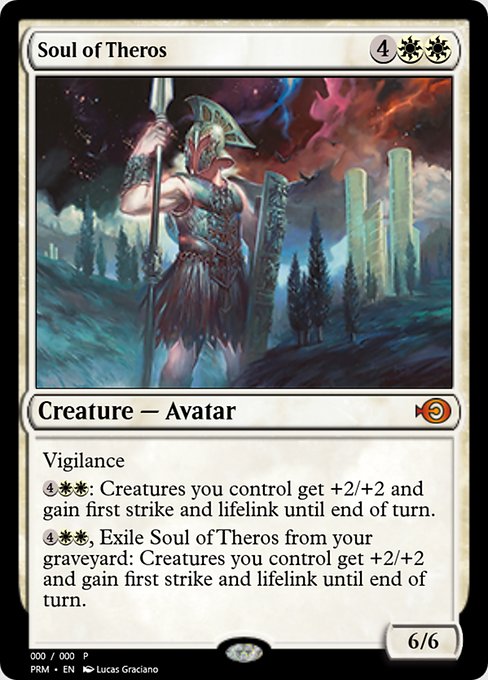 Soul of Theros 4
Creature — Avatar
Vigilance
4, : Creatures you control get +2/+2 and
gain first strike and lifelink until end of turn.
4, Exile Soul of Theros from your
graveyard: Creatures you control get +2/+2
and gain first strike and lifelink until end of
turn.
6/6
000 / 000 P
PRM • EN Lucas Graciano